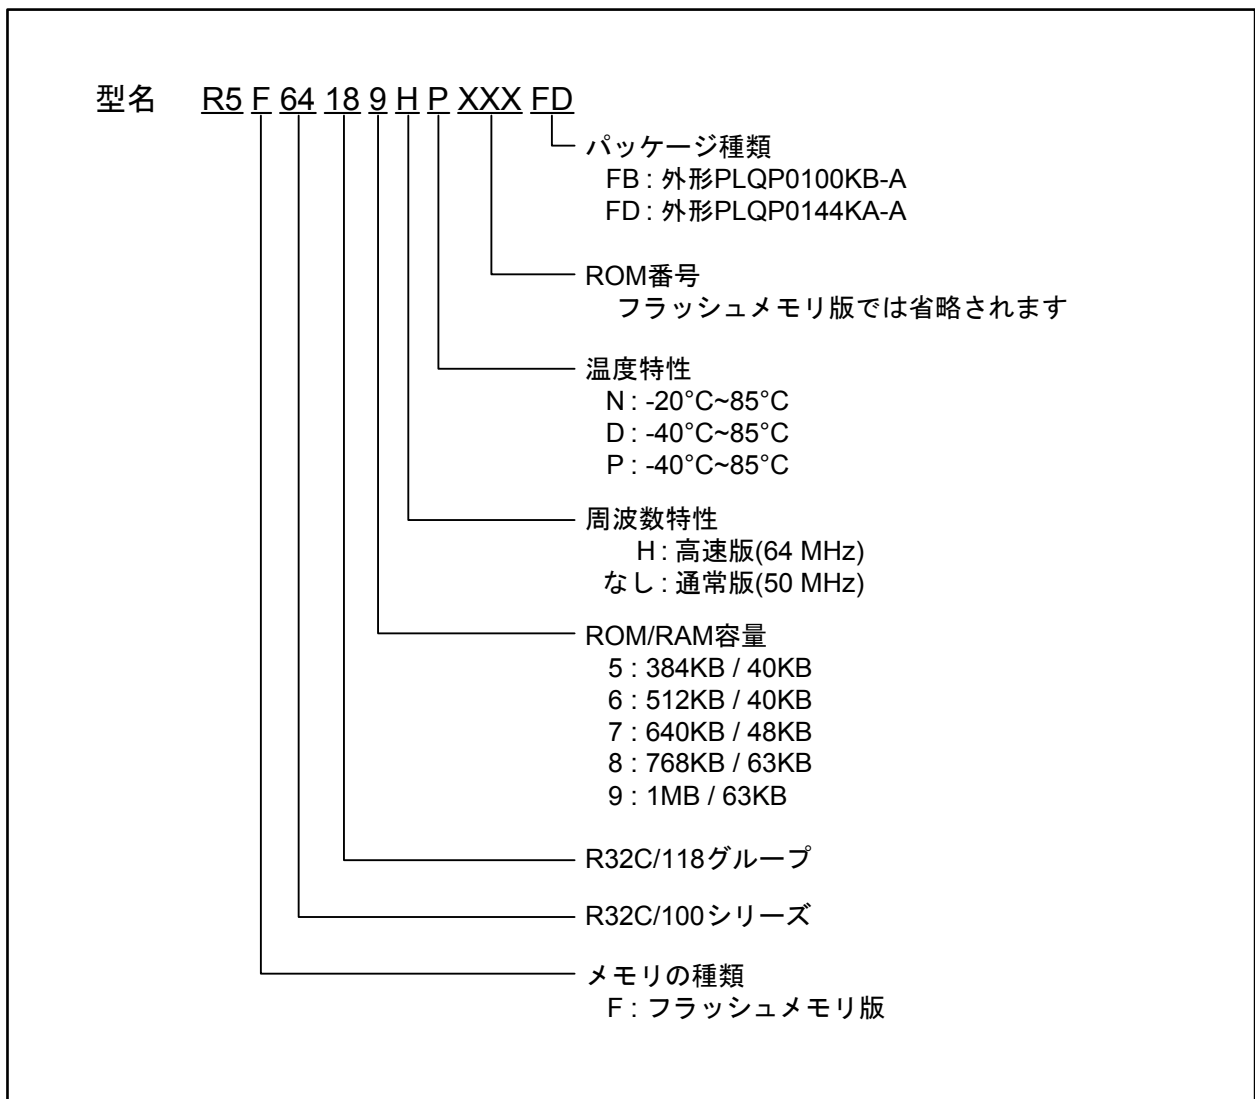 型名 R5 F 64 18 9 H P XXX FD
パッケージ種類
FB : 外形PLQP0100KB-A
FD : 外形PLQP0144KA-A
ROM番号
フラッシュメモリ版では省略されます
温度特性
N : -20°C~85°C
D : -40°C~85°C
P : -40°C~85°C
周波数特性
H : 高速版(64 MHz)
なし : 通常版(50 MHz)
ROM/RAM容量
5 : 384KB / 40KB
6 : 512KB / 40KB
7 : 640KB / 48KB
8 : 768KB / 63KB
9 : 1MB / 63KB
R32C/118グループ
R32C/100シリーズ
メモリの種類
F : フラッシュメモリ版